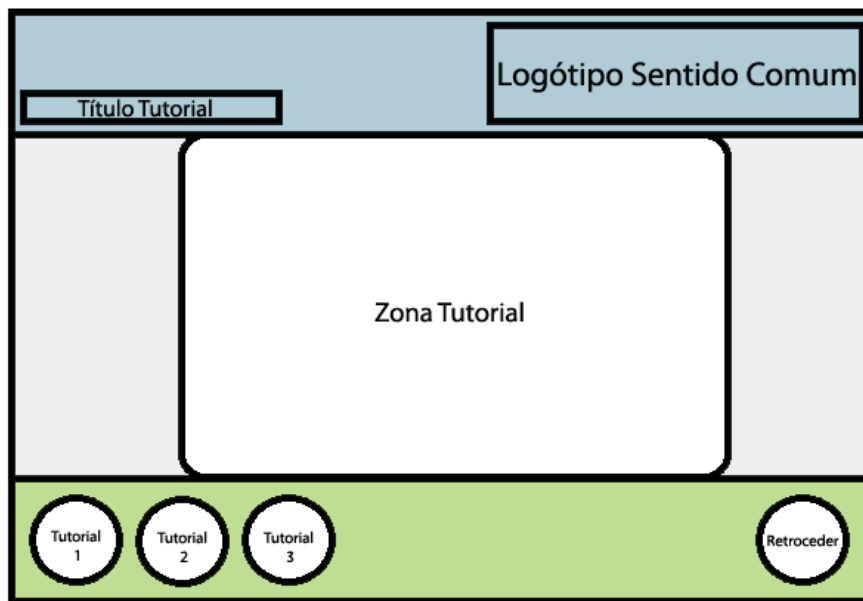 Logótipo Sentido Comum
Título Tutorial
Zona Tutorial
Tutorial
1
Tutorial
2
Tutorial
3
Retroceder